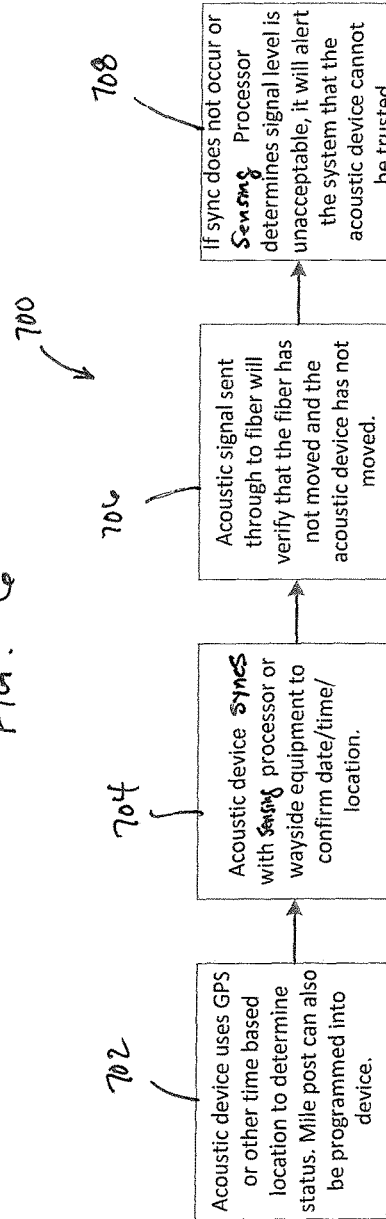 FIG. 6
700
702
Acoustic device uses GPS
or other time based
location to determine
status. Mile post can also
be programmed into
device.
704
Acoustic device syncs
with sensing processor or
wayside equipment to
confirm date/time/
location.
706
Acoustic signal sent
through to fiber will
verify that the fiber has
not moved and the
acoustic device has not
moved.
708
If sync does not occur or
Sensing Processor
determines signal level is
unacceptable, it will alert
the system that the
acoustic device cannot
be trusted